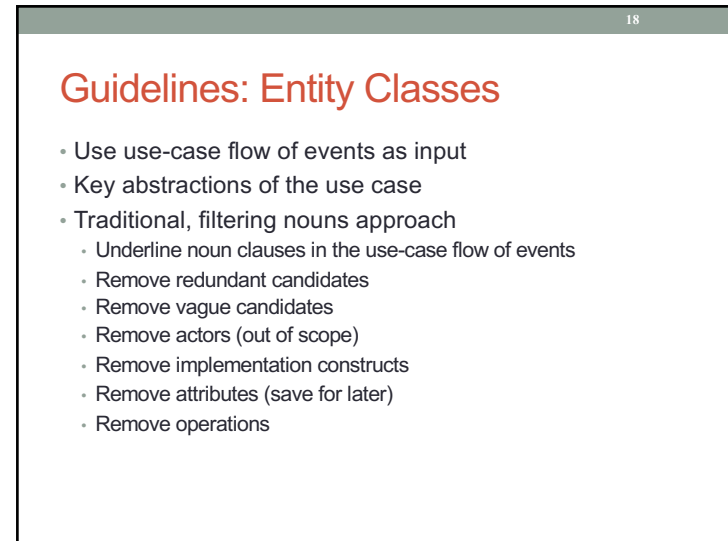 18
Guidelines: Entity Classes
• Use use-case flow of events as input
• Key abstractions of the use case
• Traditional, filtering nouns approach
• Underline noun clauses in the use-case flow of events
• Remove redundant candidates
• Remove vague candidates
• Remove actors (out of scope)
• Remove implementation constructs
• Remove attributes (save for later)
• Remove operations